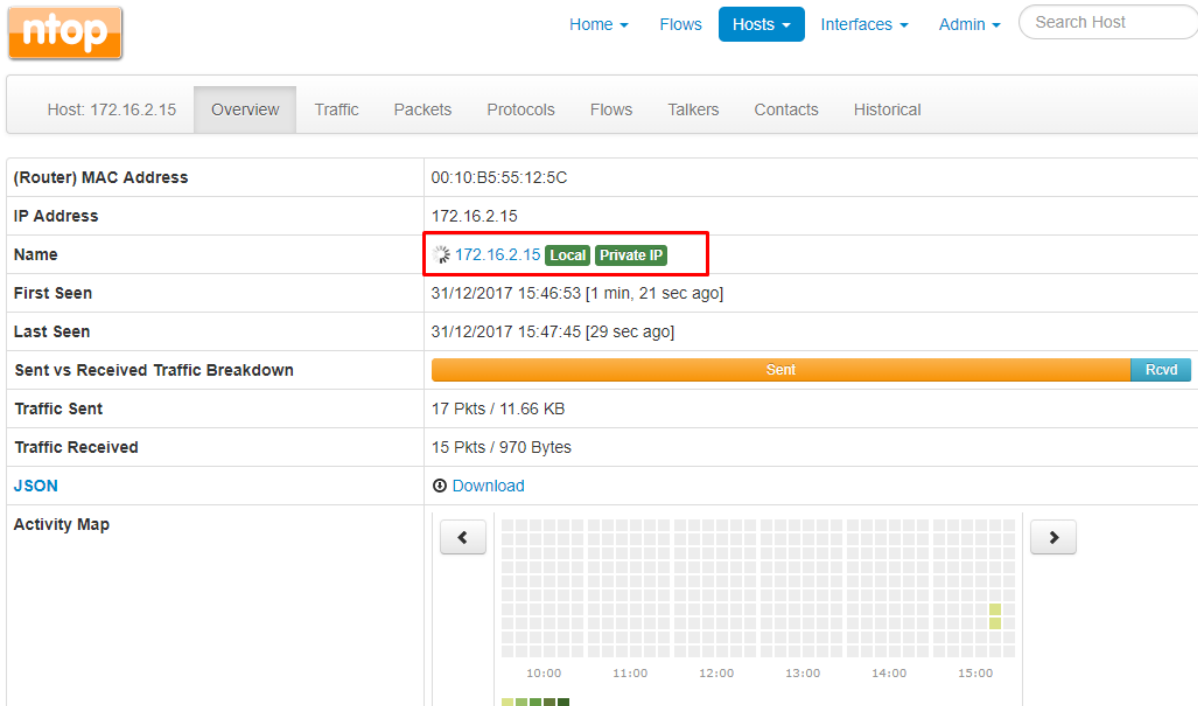 ntop
Home Flows Hosts Interfaces Admin Search Host
Host: 172.16.2.15 Overview Traffic Packets Protocols Flows Talkers Contacts Historical
(Router) MAC Address 00:10:B5:55:12:5C
IP Address 172.16.2.15
Name 172.16.2.15 Local Private IP
First Seen 31/12/2017 15:46:53 [1 min, 21 sec ago]
Last Seen 31/12/2017 15:47:45 [29 sec ago]
Sent vs Received Traffic Breakdown Sent Rcvd
Traffic Sent 17 Pkts / 11.66 KB
Traffic Received 15 Pkts / 970 Bytes
JSON Download
Activity Map
10:00 11:00 12:00 13:00 14:00 15:00